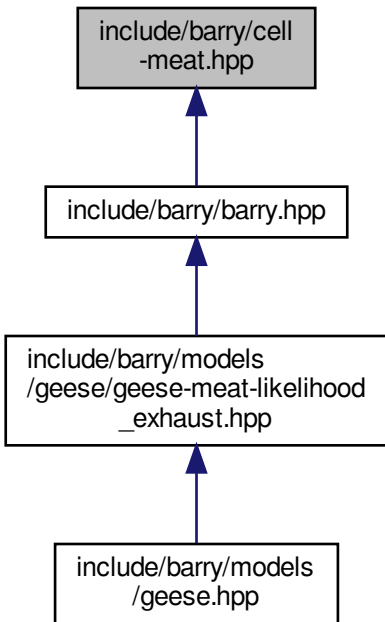 include/barry/cell
-meat.hpp
include/barry/barry.hpp
include/barry/models
/geese/geese-meat-likelihood
_exhaust.hpp
include/barry/models
/geese.hpp